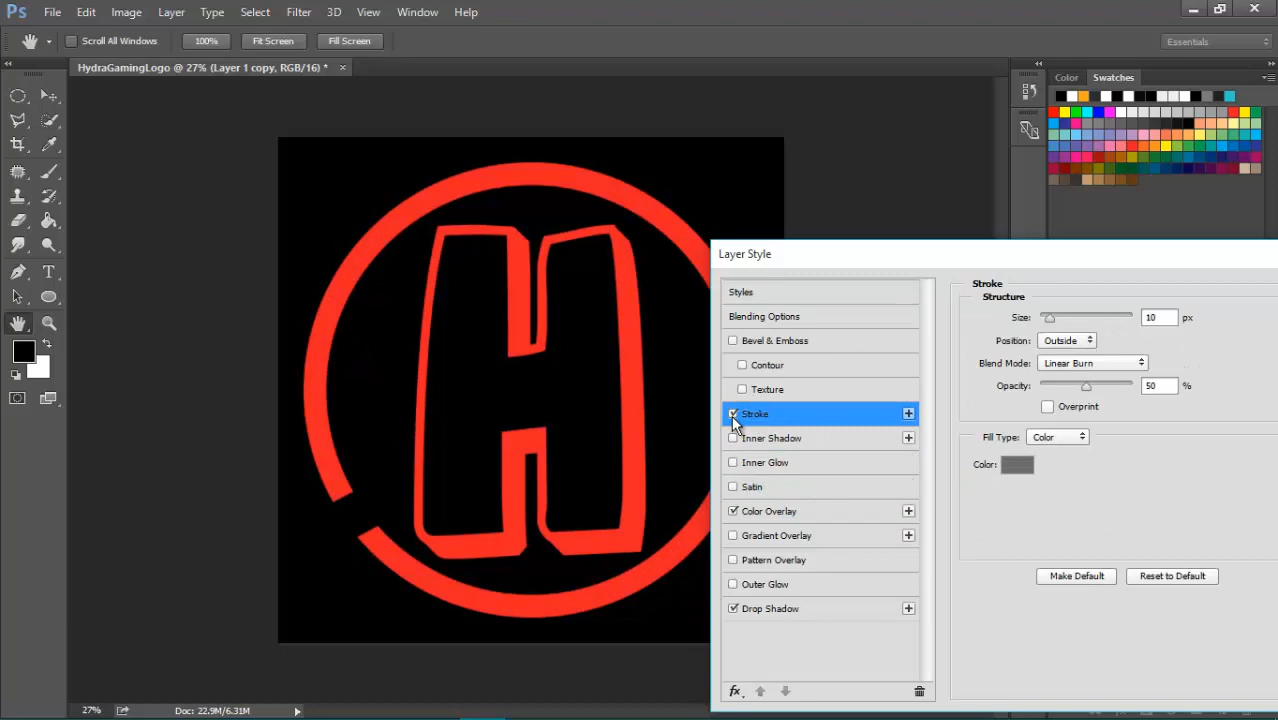 Ps File Edit Image Layer Type Select Filter 3D View Window Help
Scroll All Windows 100% Fit Screen Fill Screen Essentials
HydraGamingLogo @ 27% (Layer 1 copy, RGB/16) * ×
Color Swatches
H
Layer Style
Styles
Blending Options
Bevel & Emboss
Contour
Texture
Stroke
Inner Shadow
Inner Glow
Satin
Color Overlay
Gradient Overlay
Pattern Overlay
Outer Glow
Drop Shadow
fx
Stroke
Structure
Size: 10 px
Position: Outside
Blend Mode: Linear Burn
Opacity: 50 %
Overprint
Fill Type: Color
Color:
Make Default Reset to Default
27% Doc: 22.9M/6.31M